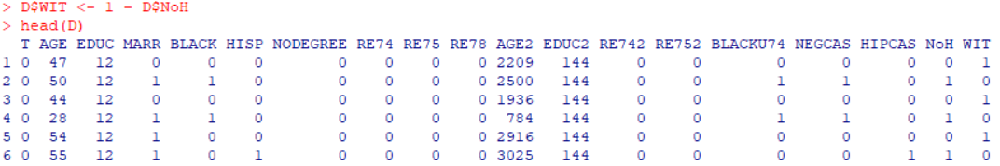 > D$WIT <- 1 - D$NoH
> head(D)
  T AGE EDUC MARR BLACK HISP NODEGREE RE74 RE75 RE78 AGE2 EDUC2 RE742 RE752 BLACKU74 NEGCAS HIPCAS NoH WIT
1 0  47   12    0     0    0        0    0    0    0 2209   144     0     0        0      0      0   0   1
2 0  50   12    1     1    0        0    0    0    0 2500   144     0     0        1      1      0   1   0
3 0  44   12    0     0    0        0    0    0    0 1936   144     0     0        0      0      0   0   1
4 0  28   12    1     1    0        0    0    0    0  784   144     0     0        1      1      0   1   0
5 0  54   12    1     0    0        0    0    0    0 2916   144     0     0        0      0      0   0   1
6 0  55   12    1     0    1        0    0    0    0 3025   144     0     0        0      0      1   1   0